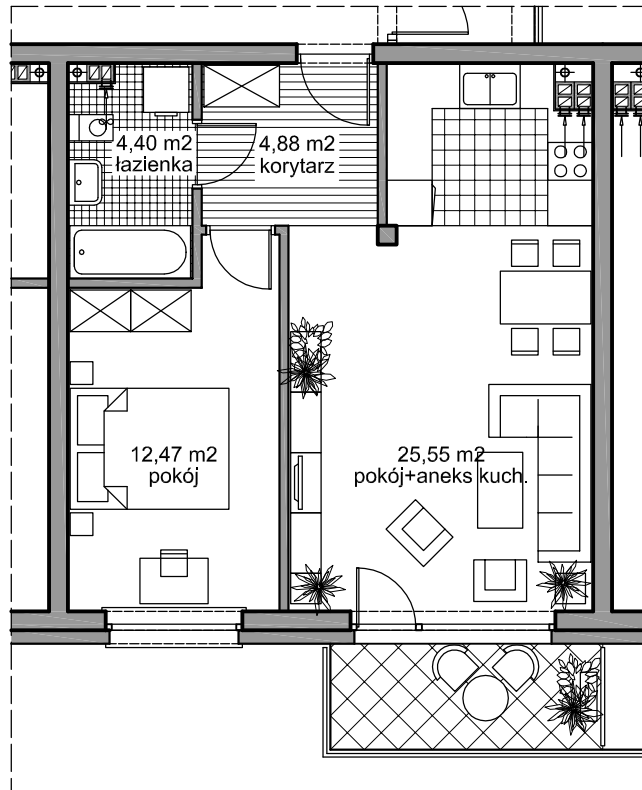 4,40 m2
łazienka
4,88 m2
korytarz
12,47 m2
pokój
25,55 m2
pokój+aneks kuch.